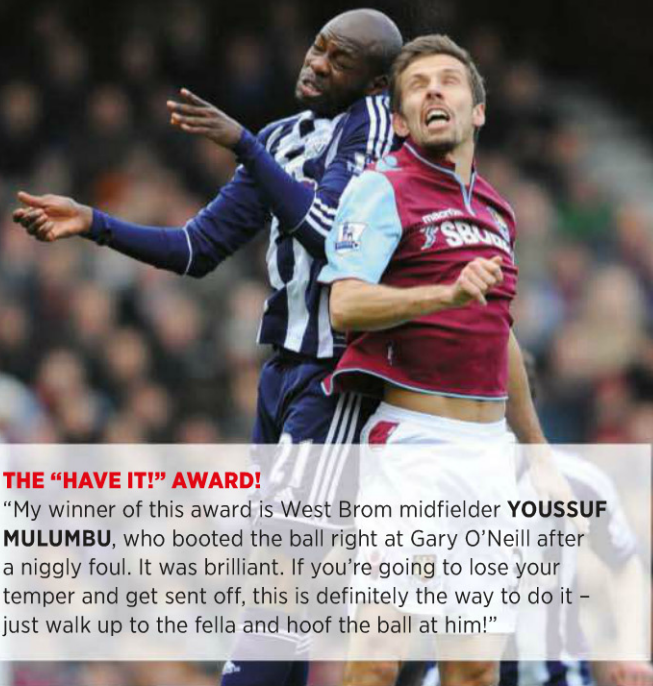 macron
SBOB
21
THE “HAVE IT!” AWARD!
“My winner of this award is West Brom midfielder YOUSSUF
MULUMBU, who booted the ball right at Gary O’Neill after
a niggly foul. It was brilliant. If you’re going to lose your
temper and get sent off, this is definitely the way to do it –
just walk up to the fella and hoof the ball at him!”